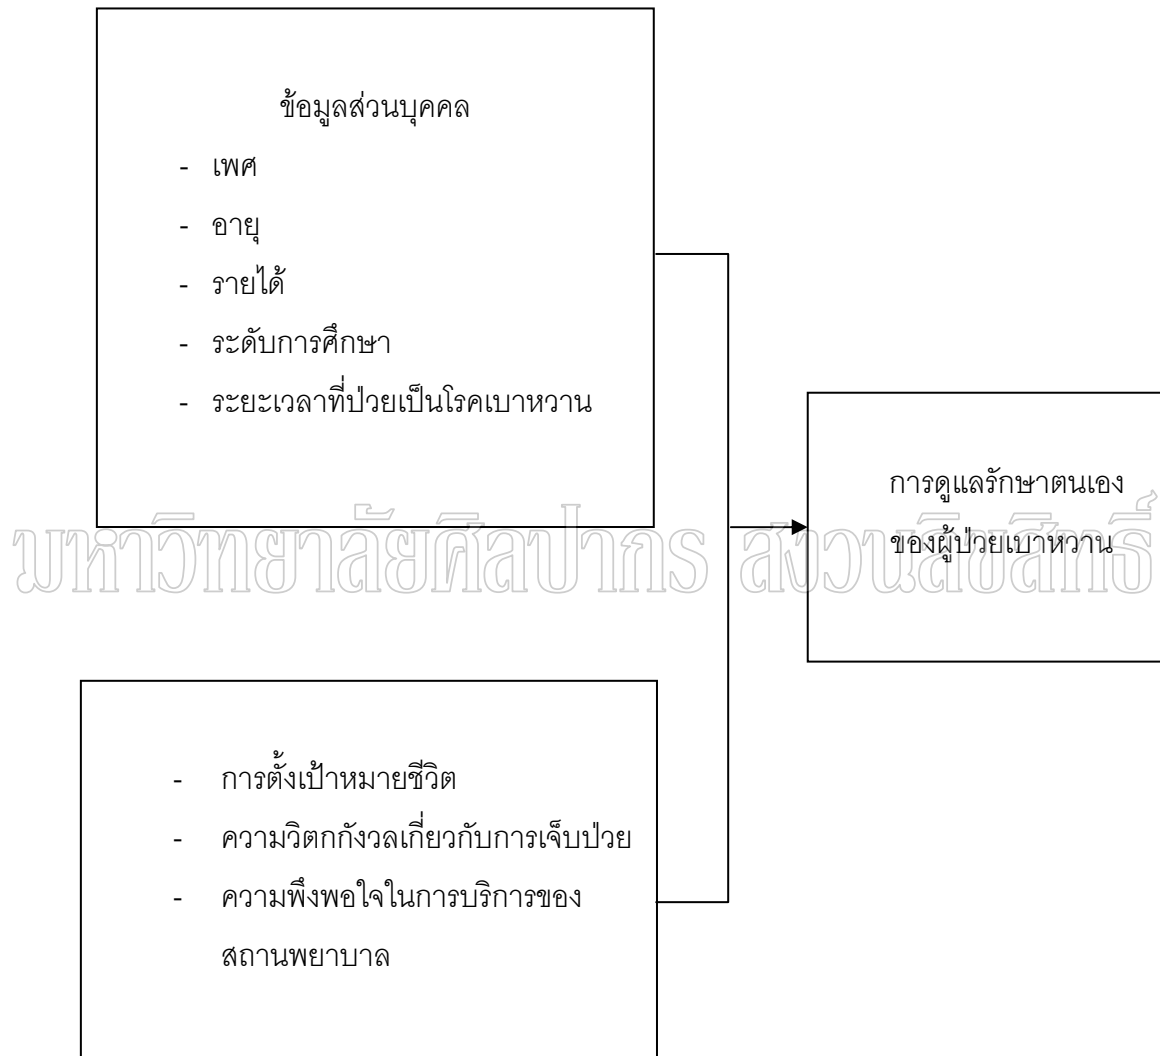 ข้อมูลส่วนบุคคล
- เพศ
- อายุ
- รายได้
- ระดับการศึกษา
- ระยะเวลาที่ป่วยเป็นโรคเบาหวาน
การดูแลรักษาตนเอง
ของผู้ป่วยเบาหวาน
มหาวิทยาลัยศิลปากร สงวนลิขสิทธิ์
- การตั้งเป้าหมายชีวิต
- ความวิตกกังวลเกี่ยวกับการเจ็บป่วย
- ความพึงพอใจในการบริการของ
สถานพยาบาล